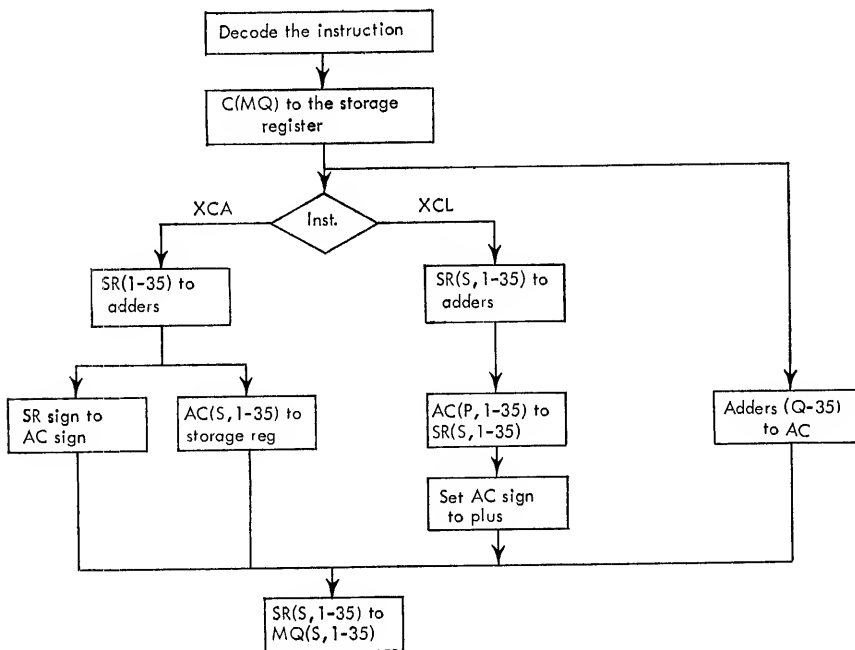 Decode the instruction
C(MQ) to the storage
register
XCA
Inst.
XCL
SR(1-35) to
adders
SR(S,1-35) to
adders
SR sign to
AC sign
AC(S,1-35) to
storage reg
AC(P,1-35) to
SR(S,1-35)
Adders (Q-35)
to AC
Set AC sign
to plus
SR(S,1-35) to
MQ(S,1-35)